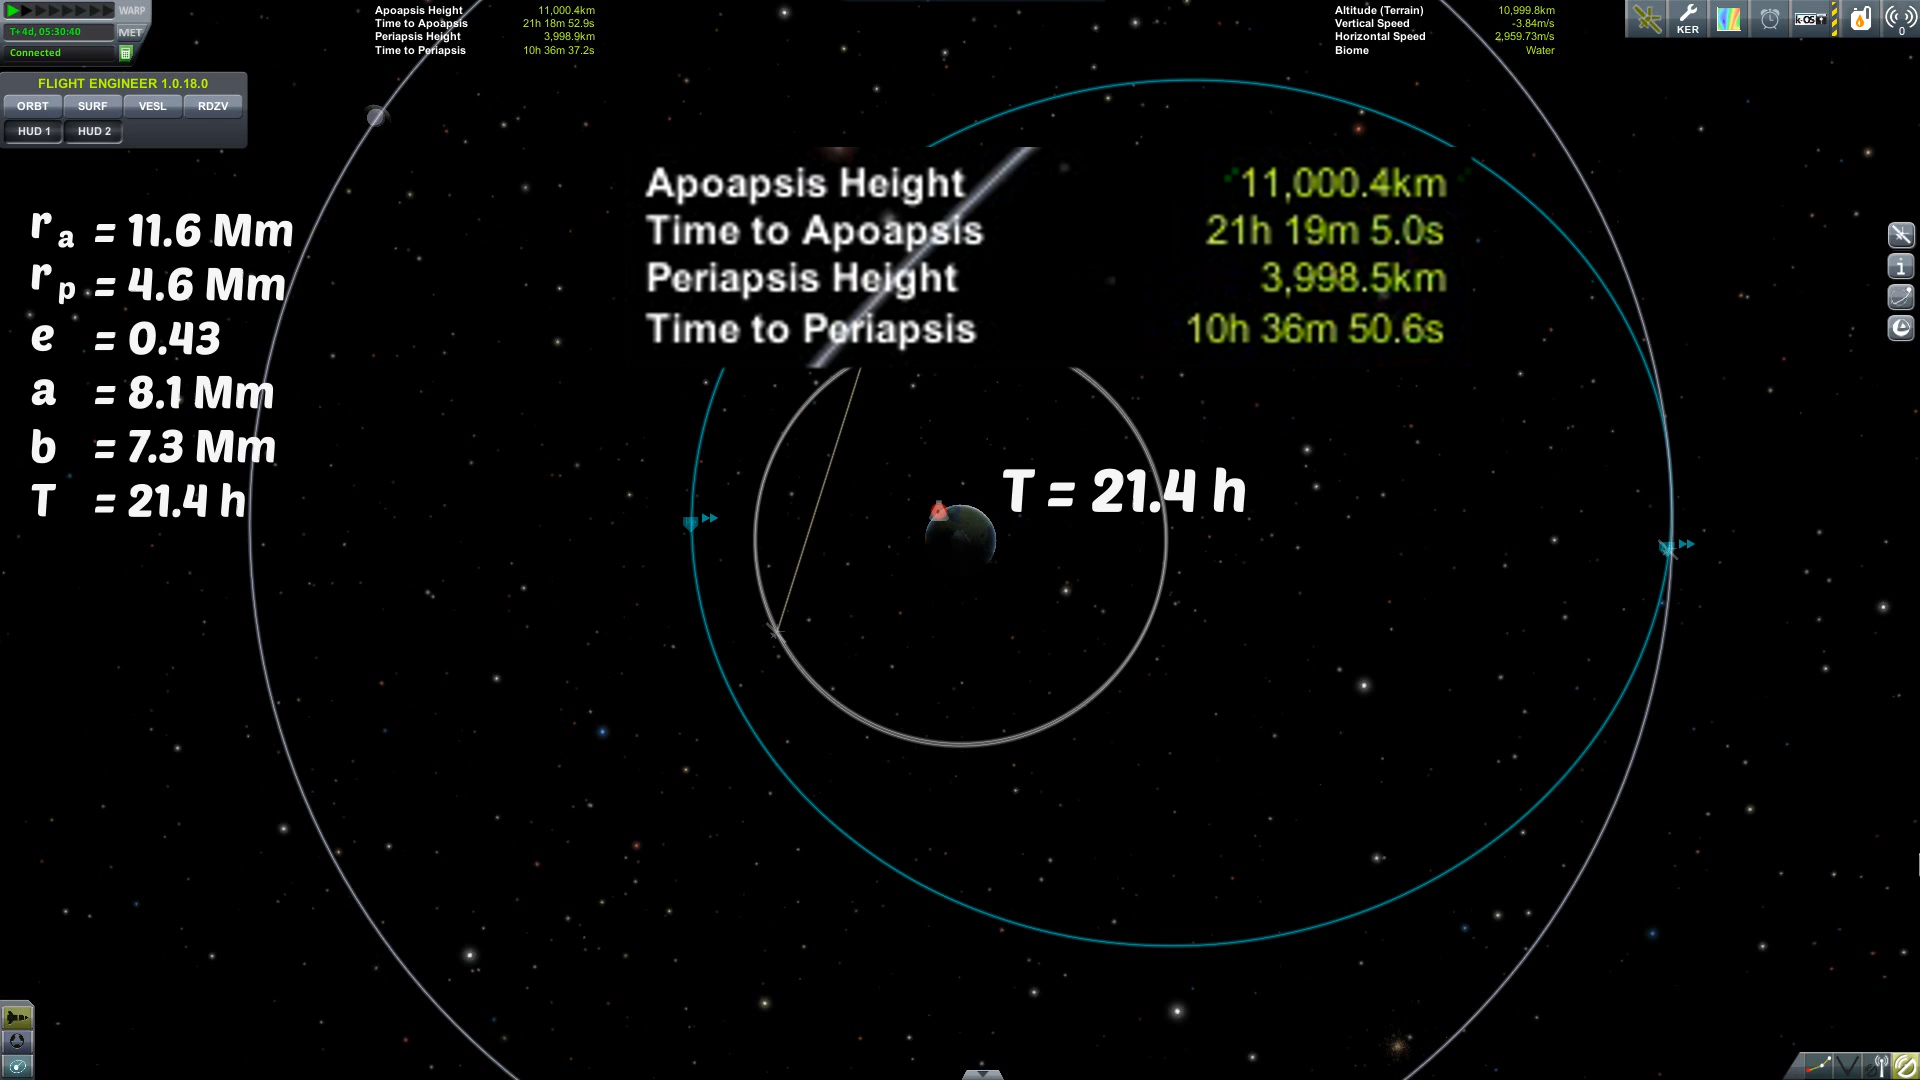 WARP
T+4d, 05:30:40
MET
Connected
FLIGHT ENGINEER 1.0.18.0
ORBT SURF VESL RDZV
HUD 1 HUD 2
Apoapsis Height 11,000.4km
Time to Apoapsis 21h 18m 52.9s
Periapsis Height 3,998.9km
Time to Periapsis 10h 36m 37.2s
Altitude (Terrain) 10,999.8km
Vertical Speed -3.84m/s
Horizontal Speed 2,959.73m/s
Biome Water
KER
kOS
0
Apoapsis Height 11,000.4km
Time to Apoapsis 21h 19m 5.0s
Periapsis Height 3,998.5km
Time to Periapsis 10h 36m 50.6s
ra = 11.6 Mm
rp = 4.6 Mm
e = 0.43
a = 8.1 Mm
b = 7.3 Mm
T = 21.4 h
T = 21.4 h